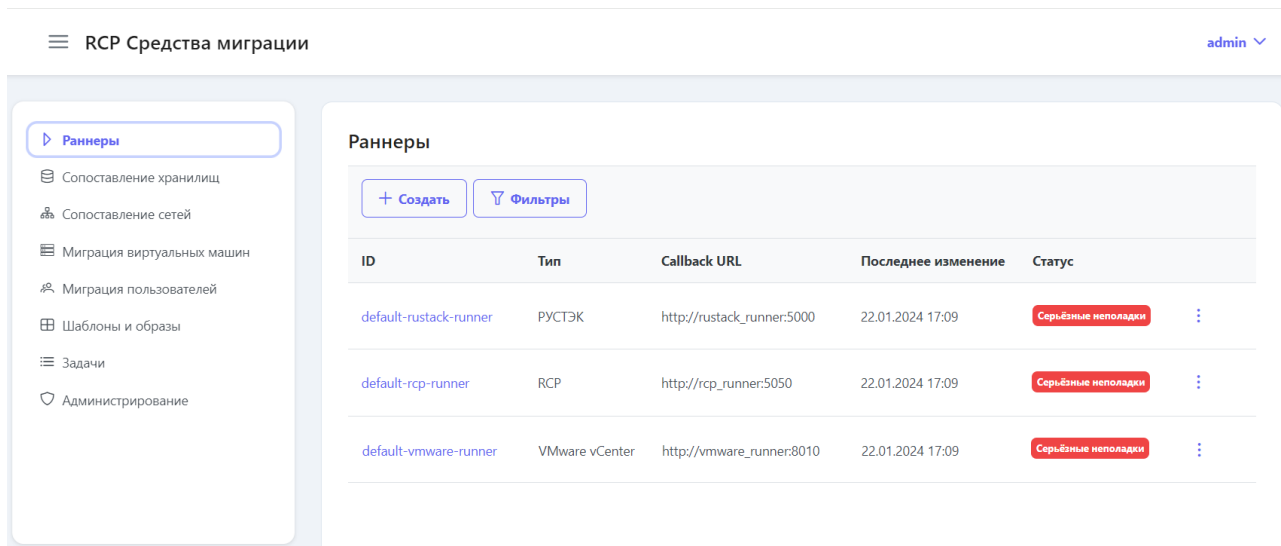 RCP Средства миграции
admin
Раннеры
Сопоставление хранилищ
Сопоставление сетей
Миграция виртуальных машин
Миграция пользователей
Шаблоны и образы
Задачи
Администрирование
Раннеры
Создать Фильтры
ID Тип Callback URL Последнее изменение Статус
default-rustack-runner РУСТЭК http://rustack_runner:5000 22.01.2024 17:09 Серьёзные неполадки
default-rcp-runner RCP http://rcp_runner:5050 22.01.2024 17:09 Серьёзные неполадки
default-vmware-runner VMware vCenter http://vmware_runner:8010 22.01.2024 17:09 Серьёзные неполадки